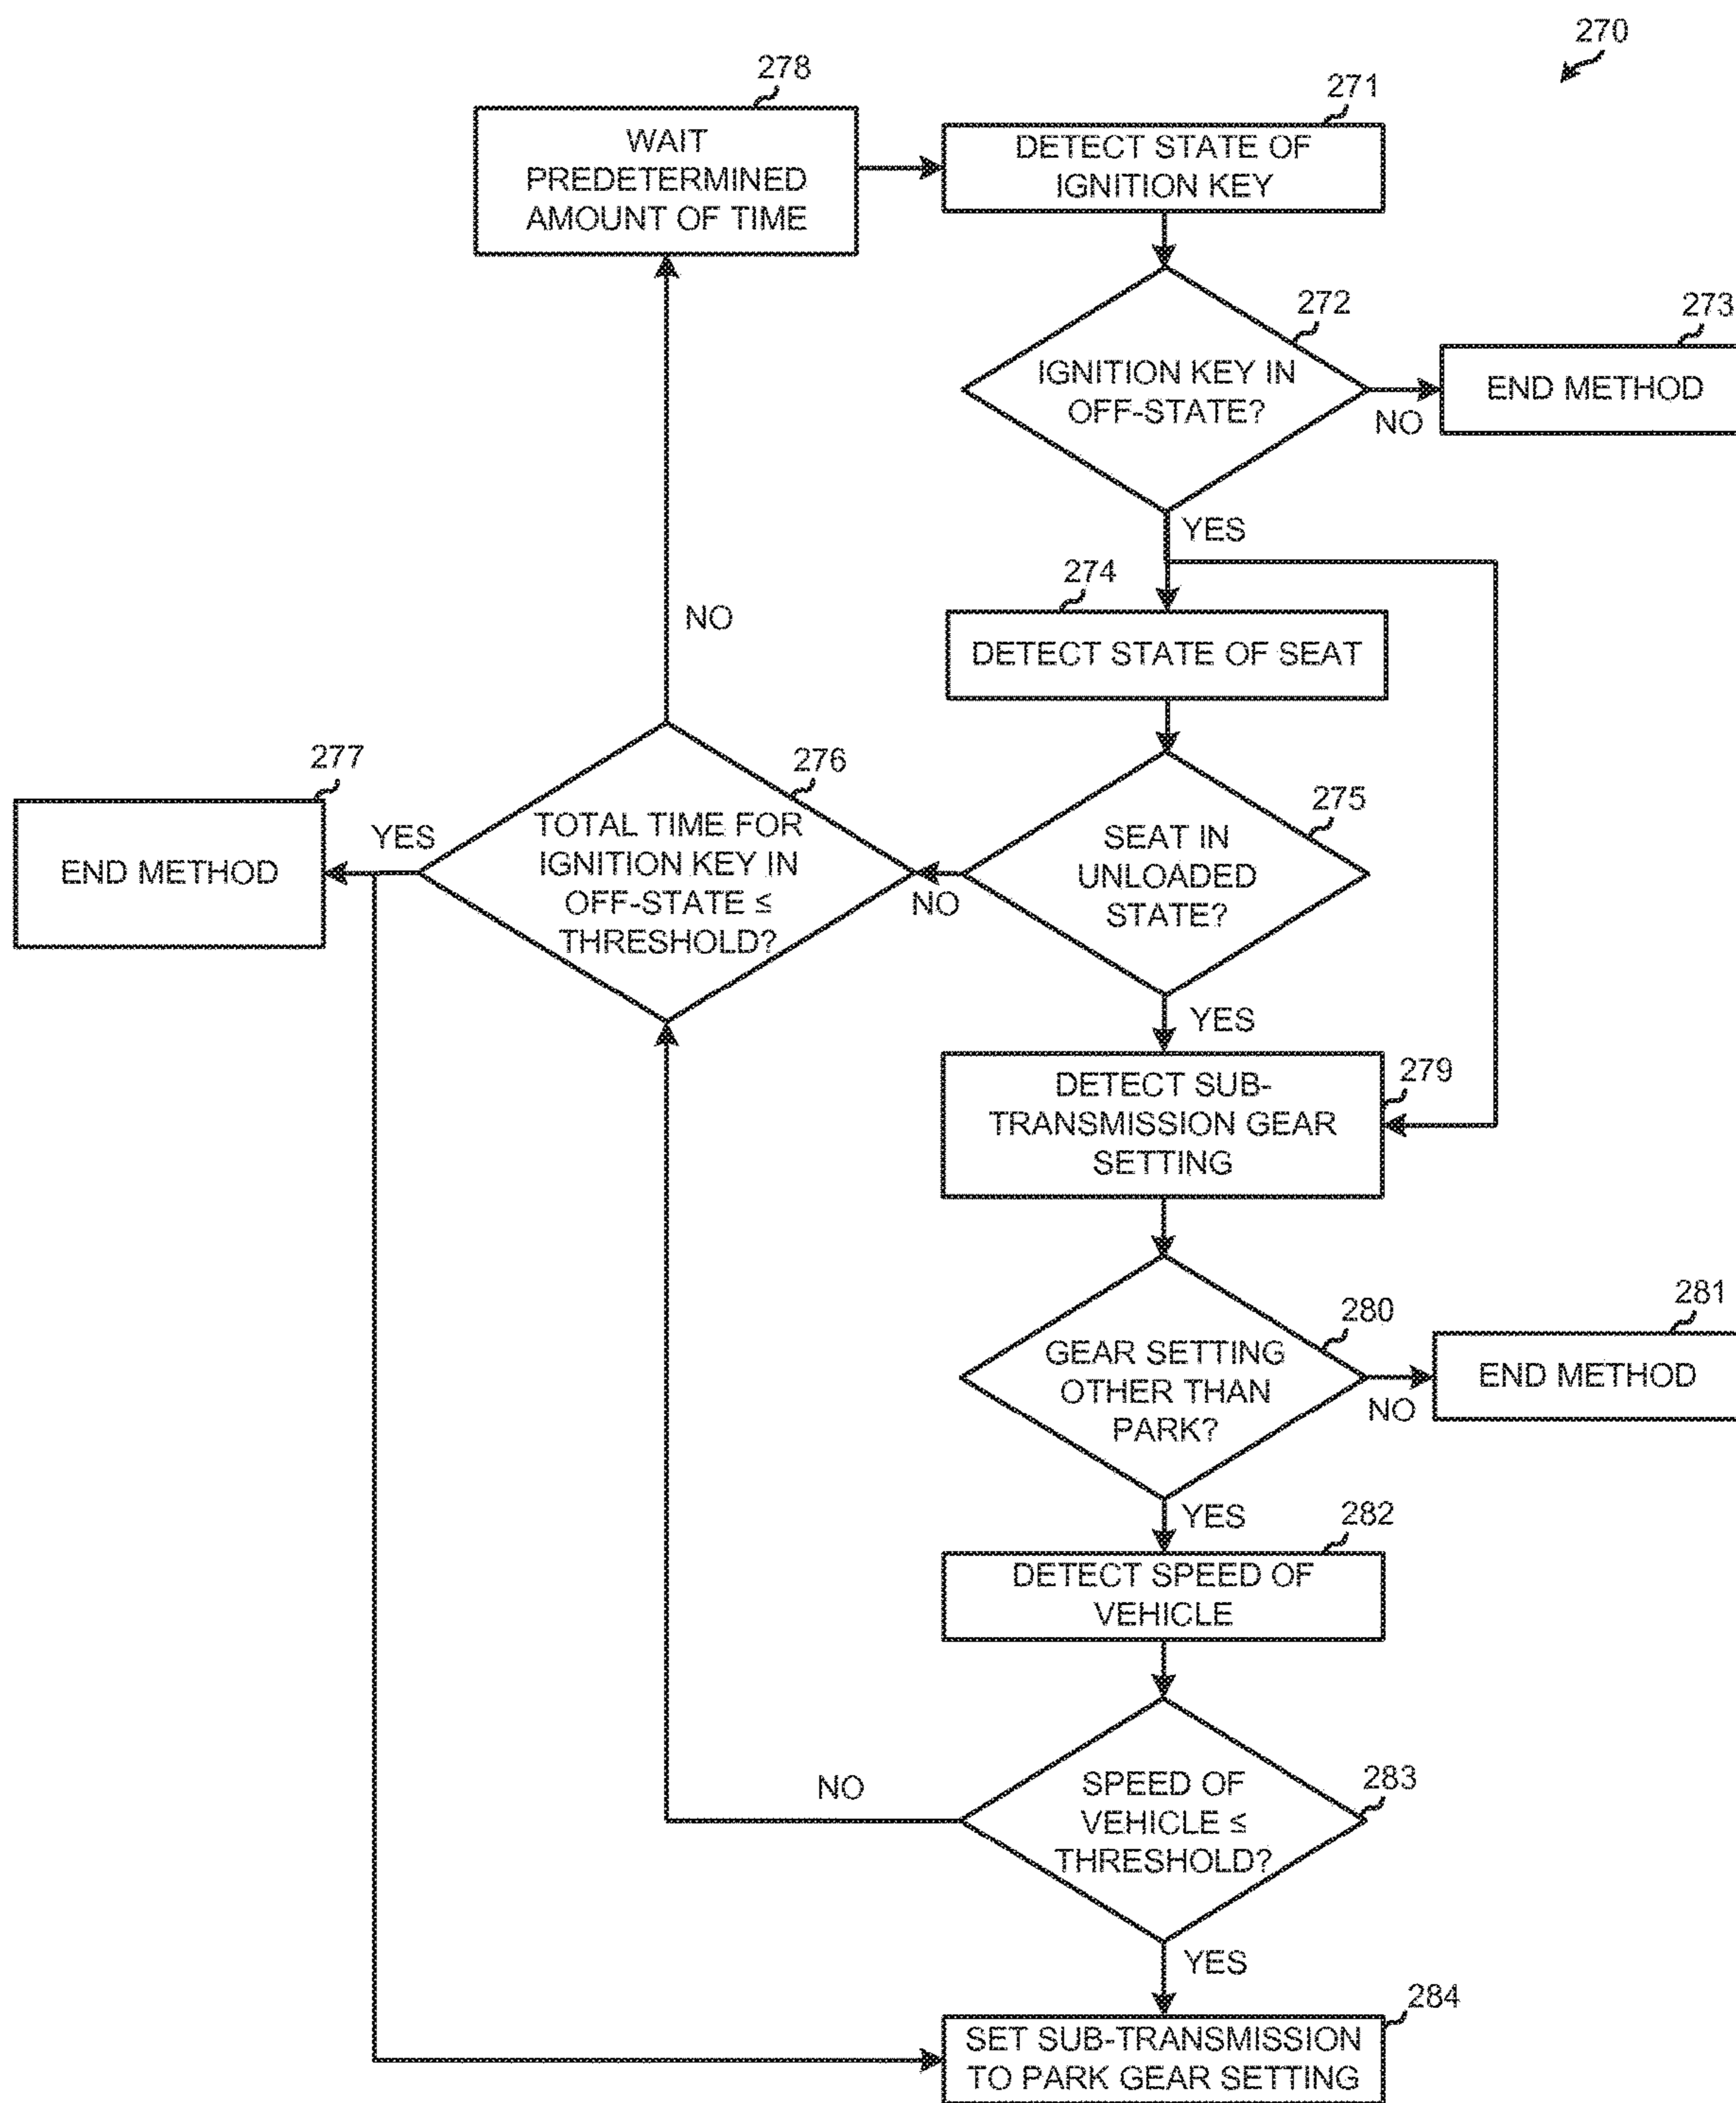 270
278
271
WAIT
PREDETERMINED
AMOUNT OF TIME
DETECT STATE OF
IGNITION KEY
272
273
IGNITION KEY IN
OFF-STATE?
END METHOD
NO
YES
274
NO
DETECT STATE OF SEAT
277
276
275
YES
TOTAL TIME FOR
IGNITION KEY IN
OFF-STATE ≤
THRESHOLD?
SEAT IN
UNLOADED
STATE?
END METHOD
NO
YES
279
DETECT SUB-
TRANSMISSION GEAR
SETTING
280
281
GEAR SETTING
OTHER THAN
PARK?
END METHOD
NO
YES
282
DETECT SPEED OF
VEHICLE
NO
283
SPEED OF
VEHICLE ≤
THRESHOLD?
YES
284
SET SUB-TRANSMISSION
TO PARK GEAR SETTING